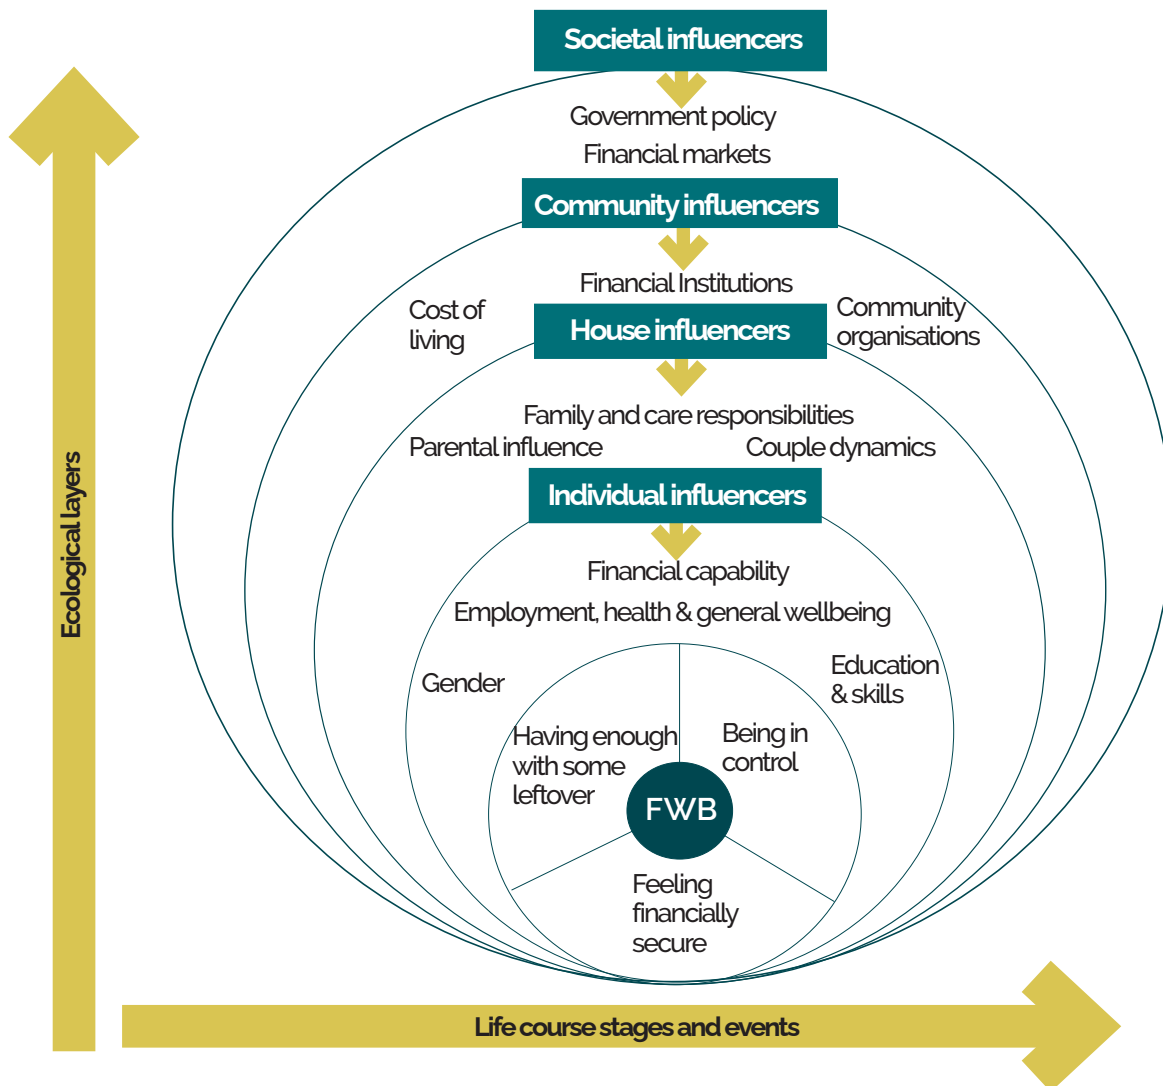 Societal influencers
Government policy
Financial markets
Community influencers
Financial Institutions
Cost of
living
Community
organisations
House influencers
Family and care responsibilities
Parental influence
Couple dynamics
Individual influencers
Financial capability
Employment, health & general wellbeing
Gender
Education
& skills
Having enough
with some
leftover
Being in
control
FWB
Feeling
financially
secure
Ecological layers
Life course stages and events